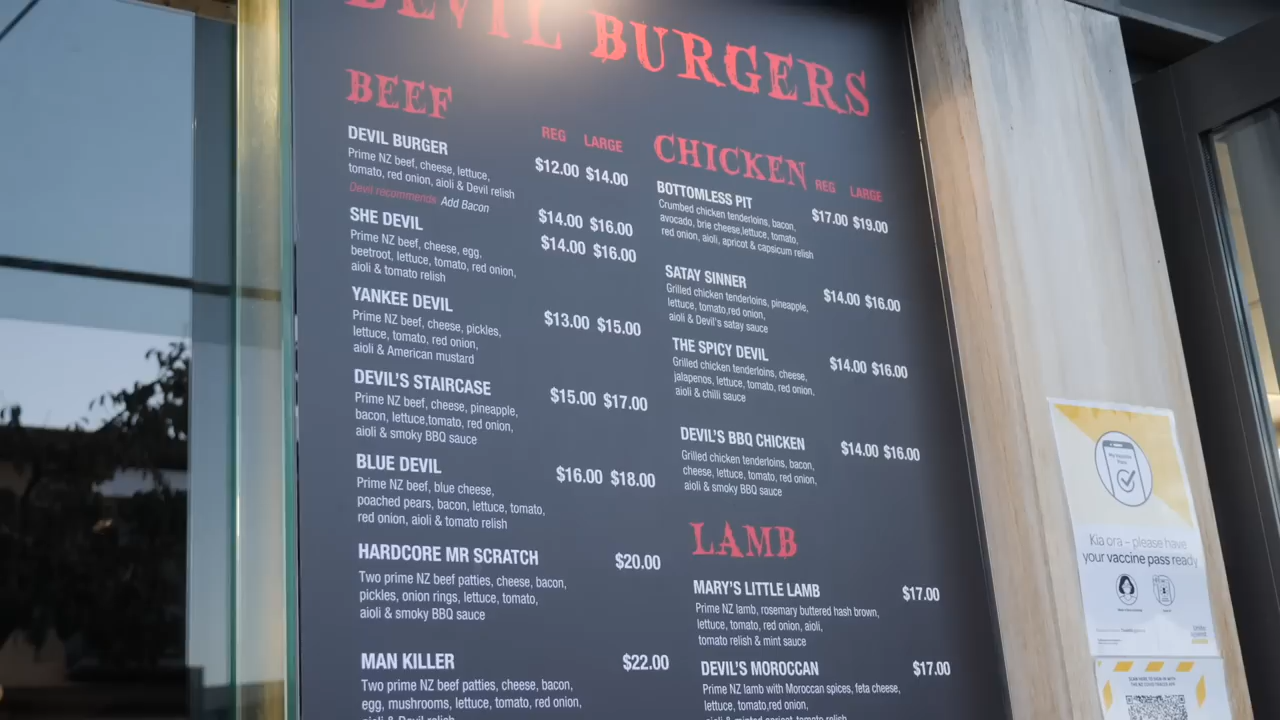 DEVIL BURGERS
BEEF
REG LARGE
DEVIL BURGER
$12.00 $14.00
Prime NZ beef, cheese, lettuce,
tomato, red onion, aioli & Devil relish
Devil recommends Add Bacon
$14.00 $16.00
SHE DEVIL
$14.00 $16.00
Prime NZ beef, cheese, egg,
beetroot, lettuce, tomato, red onion,
aioli & tomato relish
YANKEE DEVIL
$13.00 $15.00
Prime NZ beef, cheese, pickles,
lettuce, tomato, red onion,
aioli & American mustard
DEVIL'S STAIRCASE
$15.00 $17.00
Prime NZ beef, cheese, pineapple,
bacon, lettuce,tomato, red onion,
aioli & smoky BBQ sauce
BLUE DEVIL
$16.00 $18.00
Prime NZ beef, blue cheese,
poached pears, bacon, lettuce, tomato,
red onion, aioli & tomato relish
HARDCORE MR SCRATCH
$20.00
Two prime NZ beef patties, cheese, bacon,
pickles, onion rings, lettuce, tomato,
aioli & smoky BBQ sauce
MAN KILLER
$22.00
Two prime NZ beef patties, cheese, bacon,
egg, mushrooms, lettuce, tomato, red onion,
aioli & Devil relish
CHICKEN
REG LARGE
BOTTOMLESS PIT
$17.00 $19.00
Crumbed chicken tenderloins, bacon,
avocado, brie cheese,lettuce, tomato,
red onion, aioli, apricot & capsicum relish
SATAY SINNER
$14.00 $16.00
Grilled chicken tenderloins, pineapple,
lettuce, tomato,red onion,
aioli & Devil's satay sauce
THE SPICY DEVIL
$14.00 $16.00
Grilled chicken tenderloins, cheese,
jalapenos, lettuce, tomato, red onion,
aioli & chilli sauce
DEVIL'S BBQ CHICKEN
$14.00 $16.00
Grilled chicken tenderloins, bacon,
cheese, lettuce, tomato, red onion,
aioli & smoky BBQ sauce
LAMB
MARY'S LITTLE LAMB
$17.00
Prime NZ lamb, rosemary buttered hash brown,
lettuce, tomato, red onion, aioli,
tomato relish & mint sauce
DEVIL'S MOROCCAN
$17.00
Prime NZ lamb with Moroccan spices, feta cheese,
lettuce, tomato,red onion,
aioli & minted apricot tomato relish
My Vaccine
Pass
Kia ora – please have
your vaccine pass ready